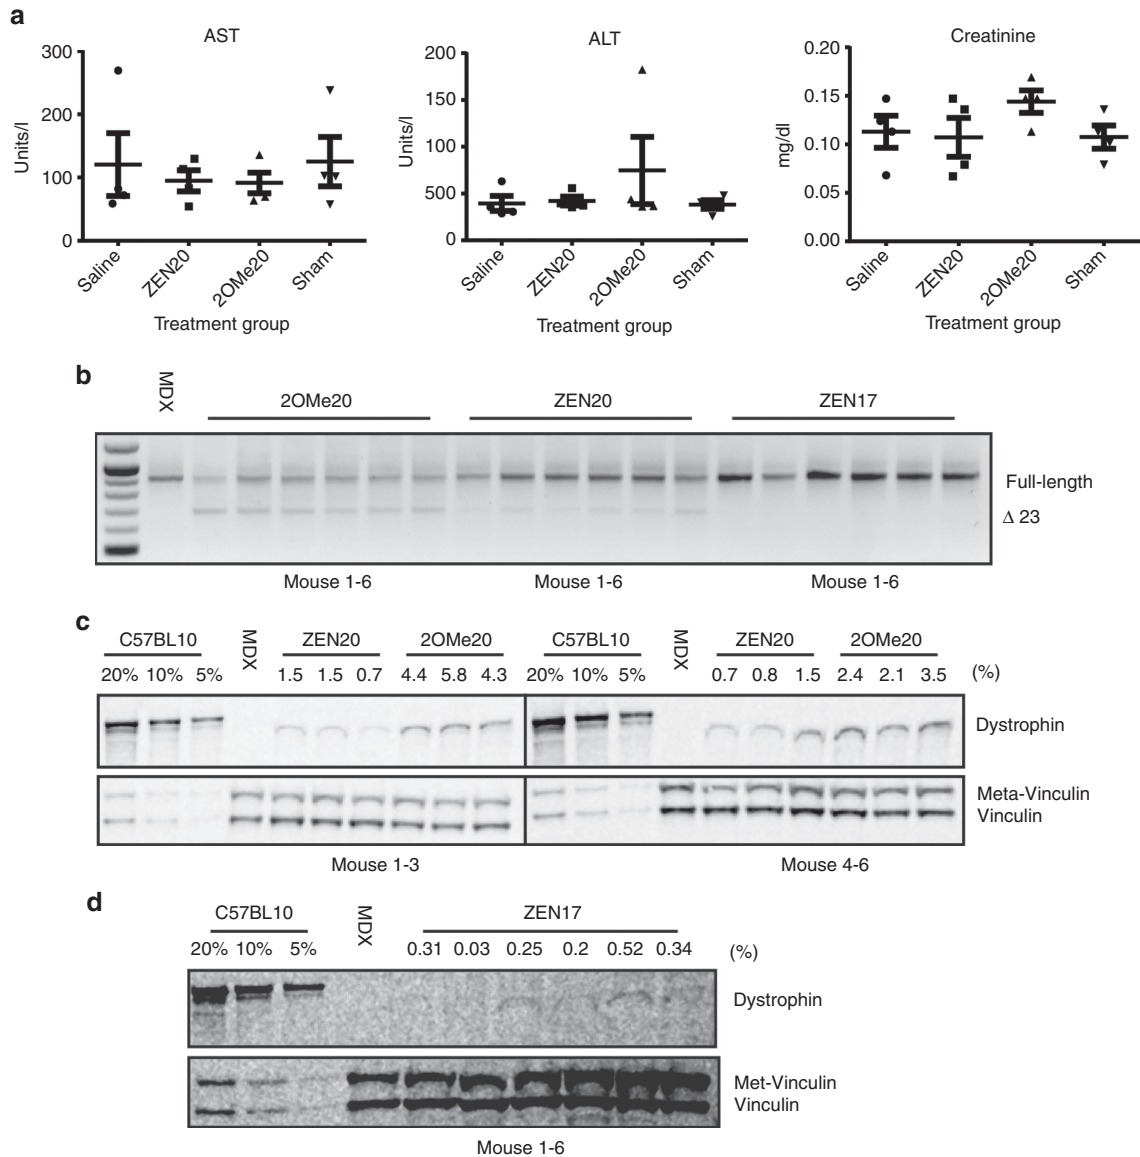 a
AST
300
200
100
0
Units/l
Saline
ZEN20
2OMe20
Sham
Treatment group
ALT
200
150
100
500
0
Units/l
Saline
ZEN20
2OMe20
Sham
Treatment group
Creatinine
0.20
0.15
0.10
0.05
0.00
mg/dl
Saline
ZEN20
2OMe20
Sham
Treatment group
b
MDX
2OMe20 ZEN20 ZEN17
Full-length
Δ 23
Mouse 1-6 Mouse 1-6 Mouse 1-6
c
C57BL10 MDX ZEN20 2OMe20 C57BL10 MDX ZEN20 2OMe20
20% 10% 5% 1.5 1.5 0.7 4.4 5.8 4.3 20% 10% 5% 0.7 0.8 1.5 2.4 2.1 3.5 (%)
Dystrophin
Meta-Vinculin
Vinculin
Mouse 1-3 Mouse 4-6
d
C57BL10 MDX ZEN17
20% 10% 5% 0.31 0.03 0.25 0.2 0.52 0.34 (%)
Dystrophin
Met-Vinculin
Vinculin
Mouse 1-6